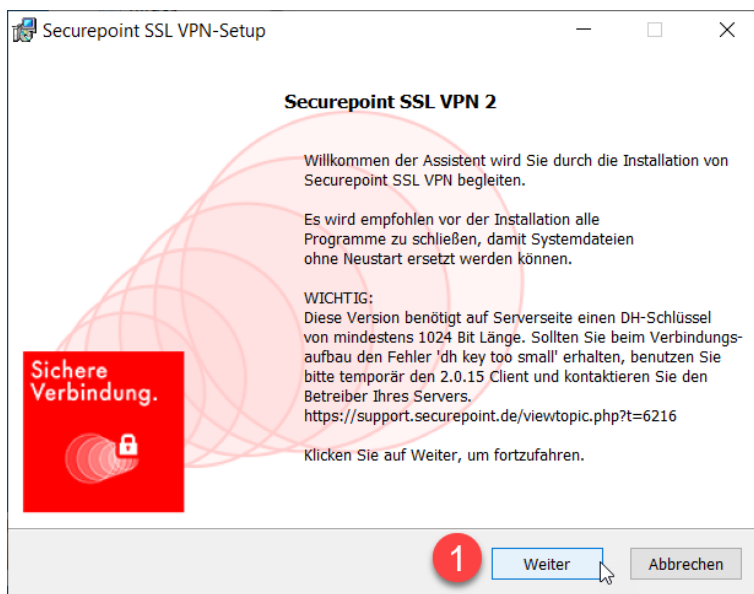 Securepoint SSL VPN-Setup
Securepoint SSL VPN 2
Willkommen der Assistent wird Sie durch die Installation von
Securepoint SSL VPN begleiten.
Es wird empfohlen vor der Installation alle
Programme zu schließen, damit Systemdateien
ohne Neustart ersetzt werden können.
WICHTIG:
Diese Version benötigt auf Serverseite einen DH-Schlüssel
von mindestens 1024 Bit Länge. Sollten Sie beim Verbindungs-
aufbau den Fehler 'dh key too small' erhalten, benutzen Sie
bitte temporär den 2.0.15 Client und kontaktieren Sie den
Betreiber Ihres Servers.
https://support.securepoint.de/viewtopic.php?t=6216
Klicken Sie auf Weiter, um fortzufahren.
Sichere
Verbindung.
1
Weiter
Abbrechen